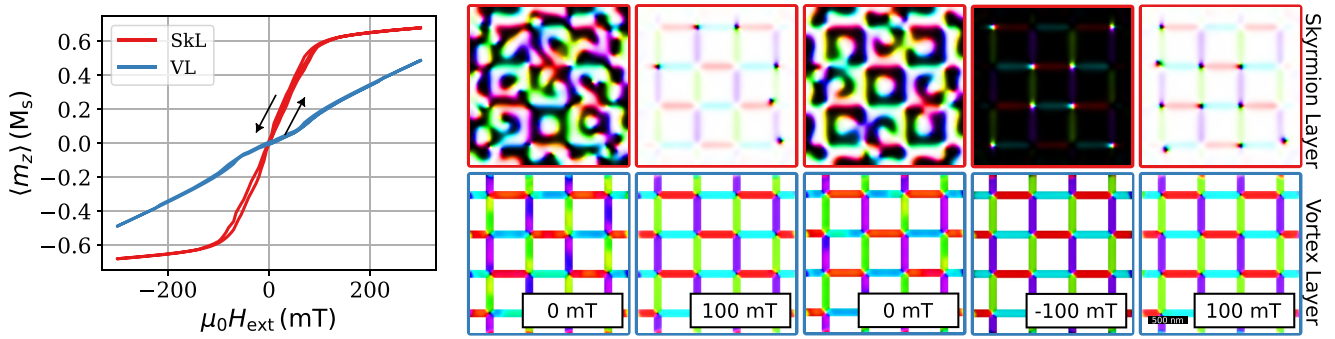 0.6
0.4
0.2
0.0
−0.2
−0.4
−0.6
⟨m_z⟩ (M_s)
SkL
VL
−200
0
200
μ₀H_ext (mT)
Skyrmion Layer
Vortex Layer
0 mT
100 mT
0 mT
-100 mT
100 mT
500 nm